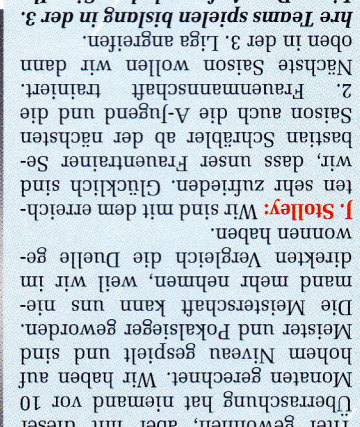 Titel gewonnen, aber mit dieser
Überraschung hat niemand vor 10
Monaten gerechnet. Wir haben auf
hohem Niveau gespielt und sind
Meister und Pokalsieger geworden.
Die Meisterschaft kann uns nie-
mand mehr nehmen, weil wir im
direkten Vergleich die Duelle ge-
wonnen haben.
J. Stolley: Wir sind mit dem erreich-
ten sehr zufrieden. Glücklich sind
wir, dass unser Frauentrainer Se-
bastian Schräbler ab der nächsten
Saison auch die A-Jugend und die
2. Frauenmannschaft trainiert.
Nächste Saison wollen wir dann
oben in der 3. Liga angreifen.
hre Teams spielen bislang in der 3.